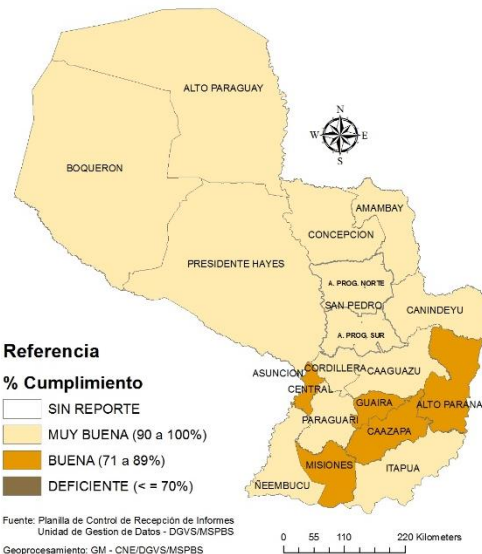 ALTO PARAGUAY
N
W E
S
BOQUERON
AMAMBAY
CONCEPCION
PRESIDENTE HAYES
A. PROG. NORTE
SAN PEDRO
CANINDEYU
A. PROG. SUR
Referencia
% Cumplimiento
SIN REPORTE
MUY BUENA (90 a 100%)
BUENA (71 a 89%)
DEFICIENTE (< = 70%)
ASUNCION
CORDILLERA
CAAGUAZU
CENTRAL
GUAIRA
ALTO PARANA
PARAGUARI
CAAZAPA
MISIONES
ITAPUA
ÑEEMBUCU
Fuente: Planilla de Control de Recepción de Informes
Unidad de Gestion de Datos - DGVS/MSPBS
Geoprocesamiento: GM - CNE/DGVS/MSPBS
0 55 110 220 Kilometers